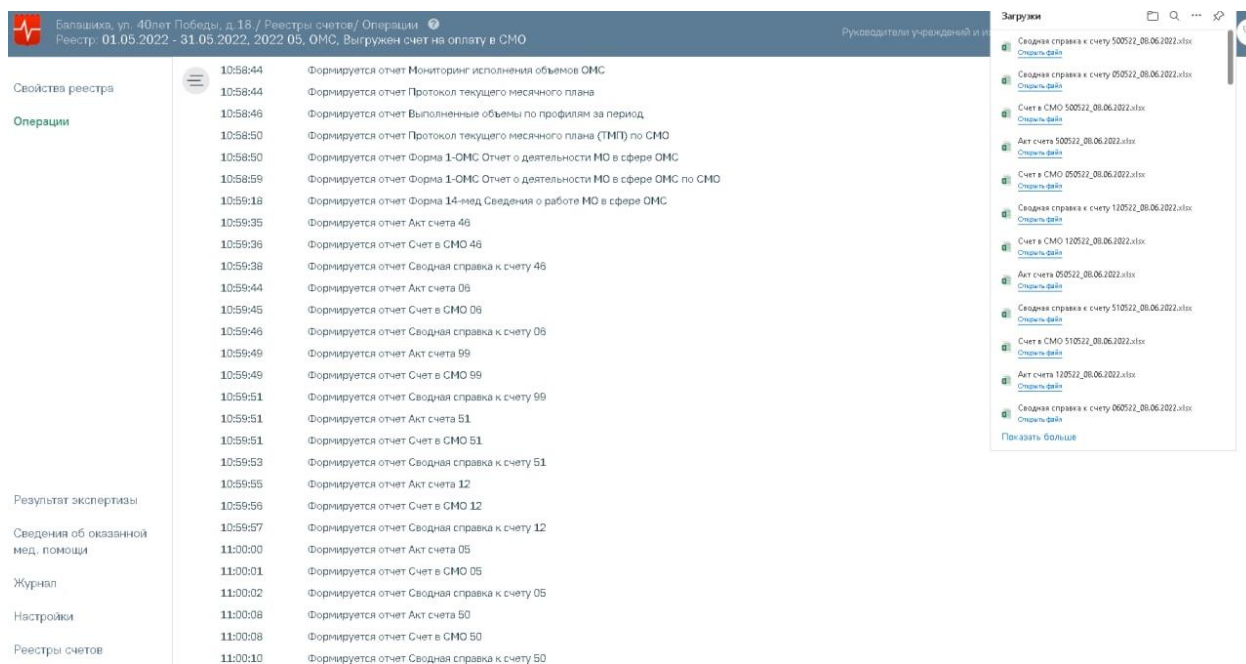 Балашиха, ул. 40лет Победы, д.18 / Реестры счетов/ Операции ?
Реестр: 01.05.2022 - 31.05.2022, 2022 05, ОМС, Выгружен счет на оплату в СМО
Руководители учреждений и
Свойства реестра
Операции
Результат экспертизы
Сведения об оказанной
мед. помощи
Журнал
Настройки
Реестры счетов
10:58:44 Формируется отчет Мониторинг исполнения объемов ОМС
10:58:44 Формируется отчет Протокол текущего месячного плана
10:58:46 Формируется отчет Выполненные объемы по профилям за период
10:58:50 Формируется отчет Протокол текущего месячного плана (ТМП) по СМО
10:58:50 Формируется отчет Форма 1-ОМС Отчет о деятельности МО в сфере ОМС
10:58:59 Формируется отчет Форма 1-ОМС Отчет о деятельности МО в сфере ОМС по СМО
10:59:18 Формируется отчет Форма 14-мед Сведения о работе МО в сфере ОМС
10:59:35 Формируется отчет Акт счета 46
10:59:36 Формируется отчет Счет в СМО 46
10:59:38 Формируется отчет Сводная справка к счету 46
10:59:44 Формируется отчет Акт счета 06
10:59:45 Формируется отчет Счет в СМО 06
10:59:46 Формируется отчет Сводная справка к счету 06
10:59:49 Формируется отчет Акт счета 99
10:59:49 Формируется отчет Счет в СМО 99
10:59:51 Формируется отчет Сводная справка к счету 99
10:59:51 Формируется отчет Акт счета 51
10:59:51 Формируется отчет Счет в СМО 51
10:59:53 Формируется отчет Сводная справка к счету 51
10:59:55 Формируется отчет Акт счета 12
10:59:56 Формируется отчет Счет в СМО 12
10:59:57 Формируется отчет Сводная справка к счету 12
11:00:00 Формируется отчет Акт счета 05
11:00:01 Формируется отчет Счет в СМО 05
11:00:02 Формируется отчет Сводная справка к счету 05
11:00:08 Формируется отчет Акт счета 50
11:00:08 Формируется отчет Счет в СМО 50
11:00:10 Формируется отчет Сводная справка к счету 50
Загрузки
Сводная справка к счету 500522_08.06.2022.xlsx
Открыть файл
Сводная справка к счету 050522_08.06.2022.xlsx
Открыть файл
Счет в СМО 500522_08.06.2022.xlsx
Открыть файл
Акт счета 500522_08.06.2022.xlsx
Открыть файл
Счет в СМО 050522_08.06.2022.xlsx
Открыть файл
Сводная справка к счету 120522_08.06.2022.xlsx
Открыть файл
Счет в СМО 120522_08.06.2022.xlsx
Открыть файл
Акт счета 050522_08.06.2022.xlsx
Открыть файл
Сводная справка к счету 510522_08.06.2022.xlsx
Открыть файл
Счет в СМО 510522_08.06.2022.xlsx
Открыть файл
Акт счета 120522_08.06.2022.xlsx
Открыть файл
Сводная справка к счету 060522_08.06.2022.xlsx
Открыть файл
Показать больше